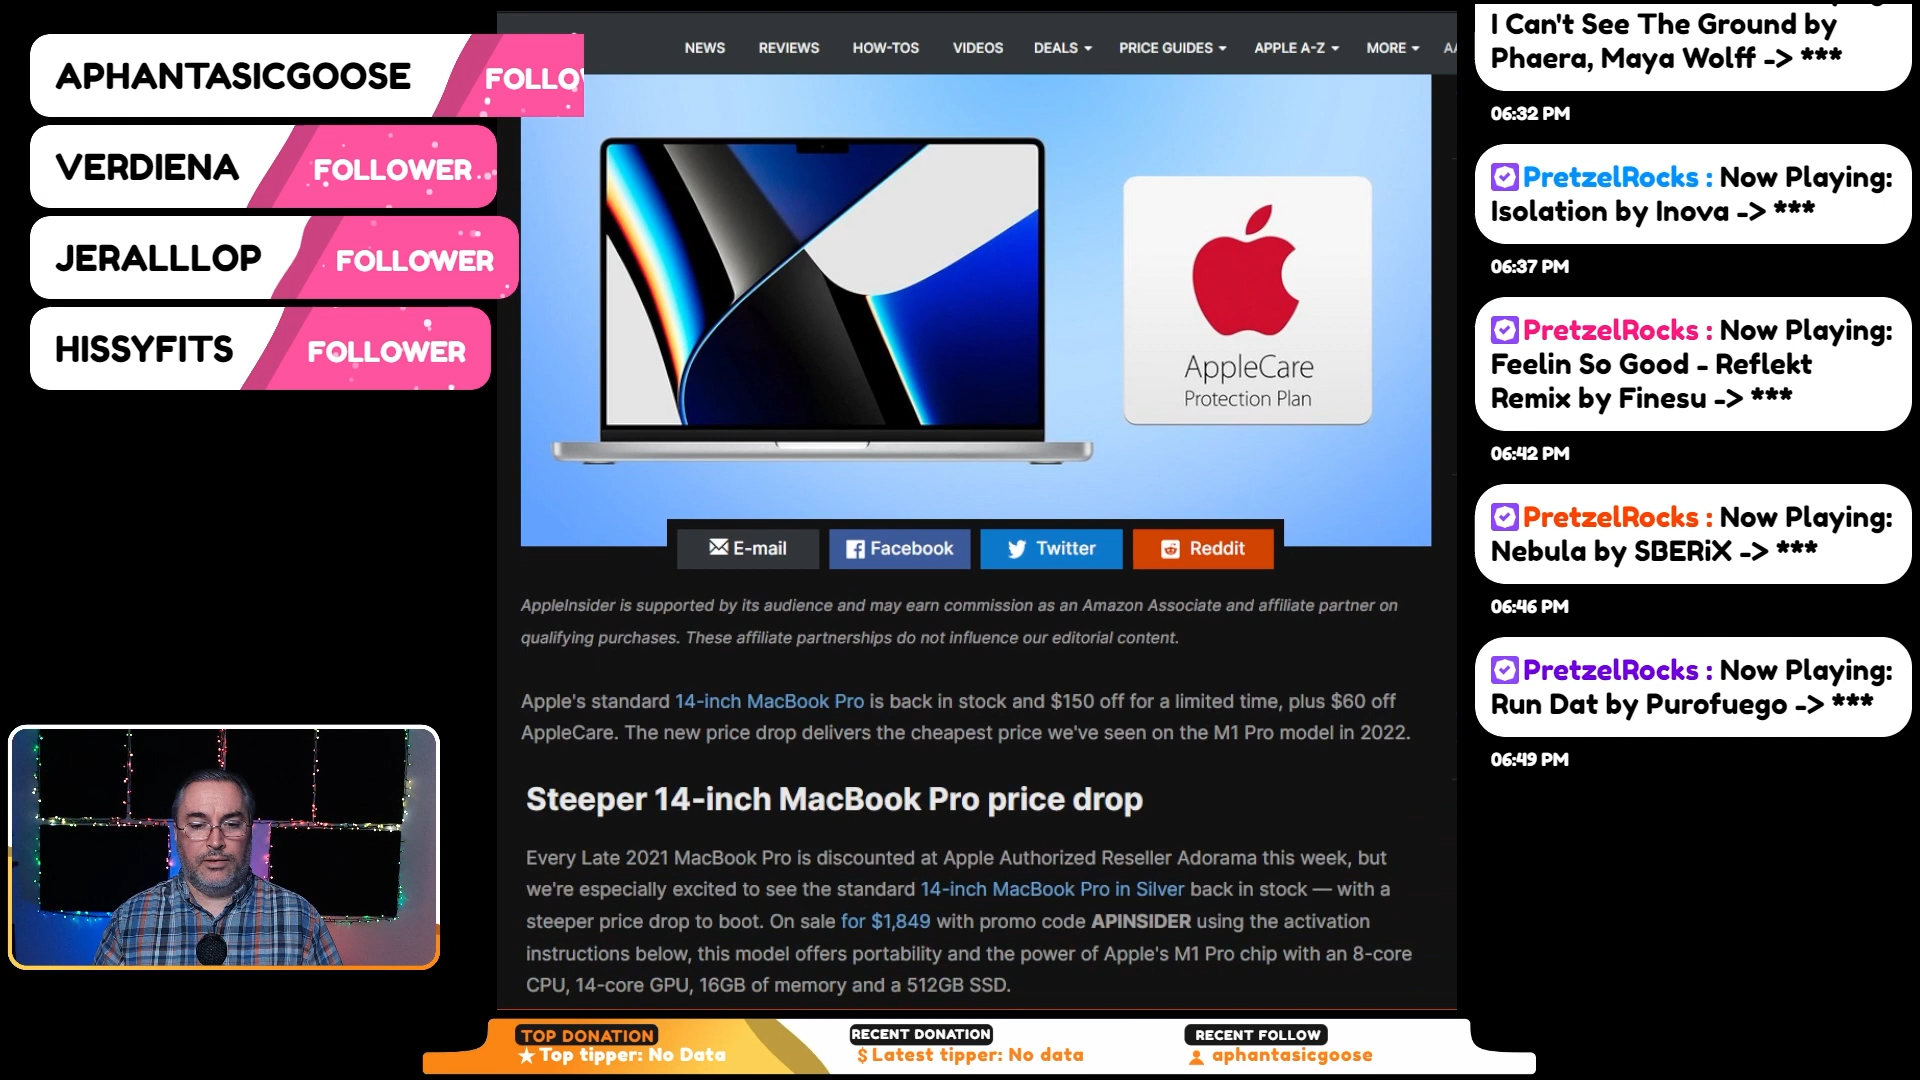 APHANTASICGOOSE
FOLLO
VERDIENA
FOLLOWER
JERALLLOP
FOLLOWER
HISSYFITS
FOLLOWER
NEWS REVIEWS HOW-TOS VIDEOS DEALS PRICE GUIDES APPLE A-Z MORE
AppleCare
Protection Plan
E-mail Facebook Twitter Reddit
AppleInsider is supported by its audience and may earn commission as an Amazon Associate and affiliate partner on
qualifying purchases. These affiliate partnerships do not influence our editorial content.
Apple's standard 14-inch MacBook Pro is back in stock and $150 off for a limited time, plus $60 off
AppleCare. The new price drop delivers the cheapest price we've seen on the M1 Pro model in 2022.
Steeper 14-inch MacBook Pro price drop
Every Late 2021 MacBook Pro is discounted at Apple Authorized Reseller Adorama this week, but
we're especially excited to see the standard 14-inch MacBook Pro in Silver back in stock — with a
steeper price drop to boot. On sale for $1,849 with promo code APINSIDER using the activation
instructions below, this model offers portability and the power of Apple's M1 Pro chip with an 8-core
CPU, 14-core GPU, 16GB of memory and a 512GB SSD.
I Can't See The Ground by
Phaera, Maya Wolff -> ***
06:32 PM
PretzelRocks : Now Playing:
Isolation by Inova -> ***
06:37 PM
PretzelRocks : Now Playing:
Feelin So Good - Reflekt
Remix by Finesu -> ***
06:42 PM
PretzelRocks : Now Playing:
Nebula by SBERiX -> ***
06:46 PM
PretzelRocks : Now Playing:
Run Dat by Purofuego -> ***
06:49 PM
TOP DONATION
Top tipper: No Data
RECENT DONATION
$ Latest tipper: No data
RECENT FOLLOW
aphantasicgoose